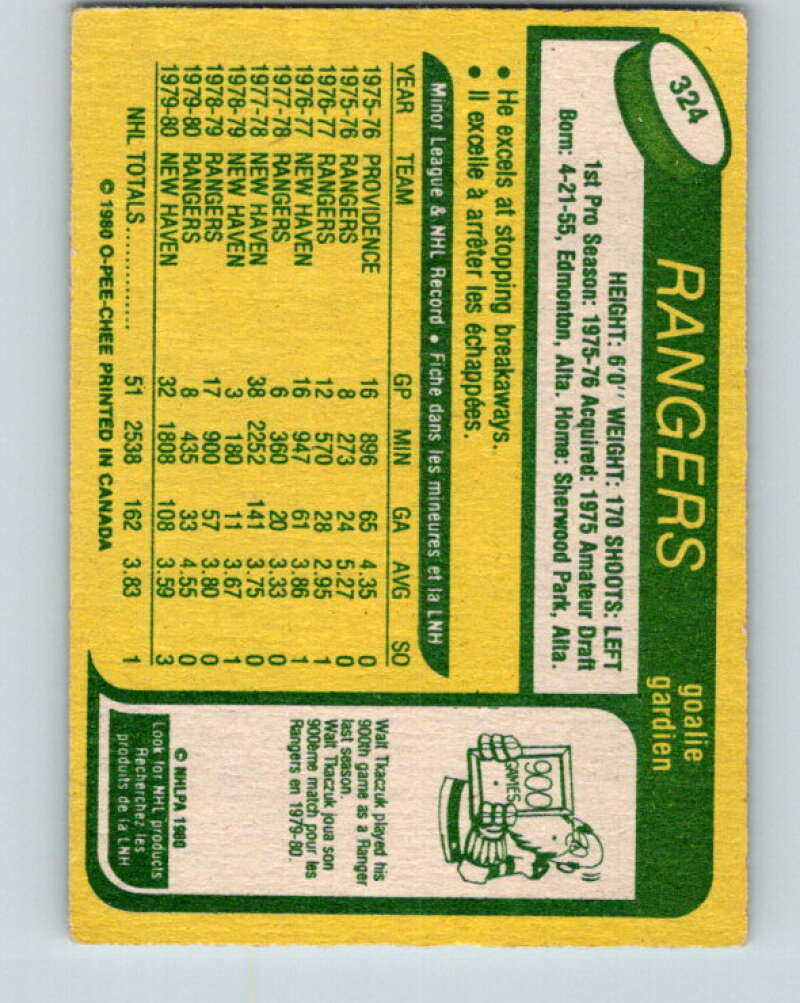 324
RANGERS
goalie
gardien
HEIGHT: 6'0" WEIGHT: 170 SHOOTS: LEFT
1st Pro Season: 1975-76 Acquired: 1975 Amateur Draft
Born: 4-21-55, Edmonton, Alta. Home: Sherwood Park, Alta.
• He excels at stopping breakaways.
• Il excelle à arrêter les échappées.
Minor League & NHL Record • Fiche dans les mineures et la LNH
YEAR TEAM GP MIN GA AVG SO
1975-76 PROVIDENCE 16 896 65 4.35 0
1975-76 RANGERS 8 273 24 5.27 0
1976-77 RANGERS 12 570 28 2.95 1
1976-77 NEW HAVEN 16 947 61 3.86 1
1977-78 RANGERS 6 360 20 3.33 0
1977-78 NEW HAVEN 38 2252 141 3.75 0
1978-79 NEW HAVEN 3 180 11 3.67 1
1978-79 RANGERS 17 900 57 3.80 0
1979-80 RANGERS 8 435 33 4.55 0
1979-80 NEW HAVEN 32 1808 108 3.59 3
NHL TOTALS .............. 51 2538 162 3.83 1
© 1980 O-PEE-CHEE PRINTED IN CANADA
900
GAMES
Walt Tkaczuk played his
900th game as a Ranger
last season.
Walt Tkaczuk joua son
900ème match pour les
Rangers en 1979-80.
© NHLPA 1980
Look for NHL products
Recherchez les
produits de la LNH